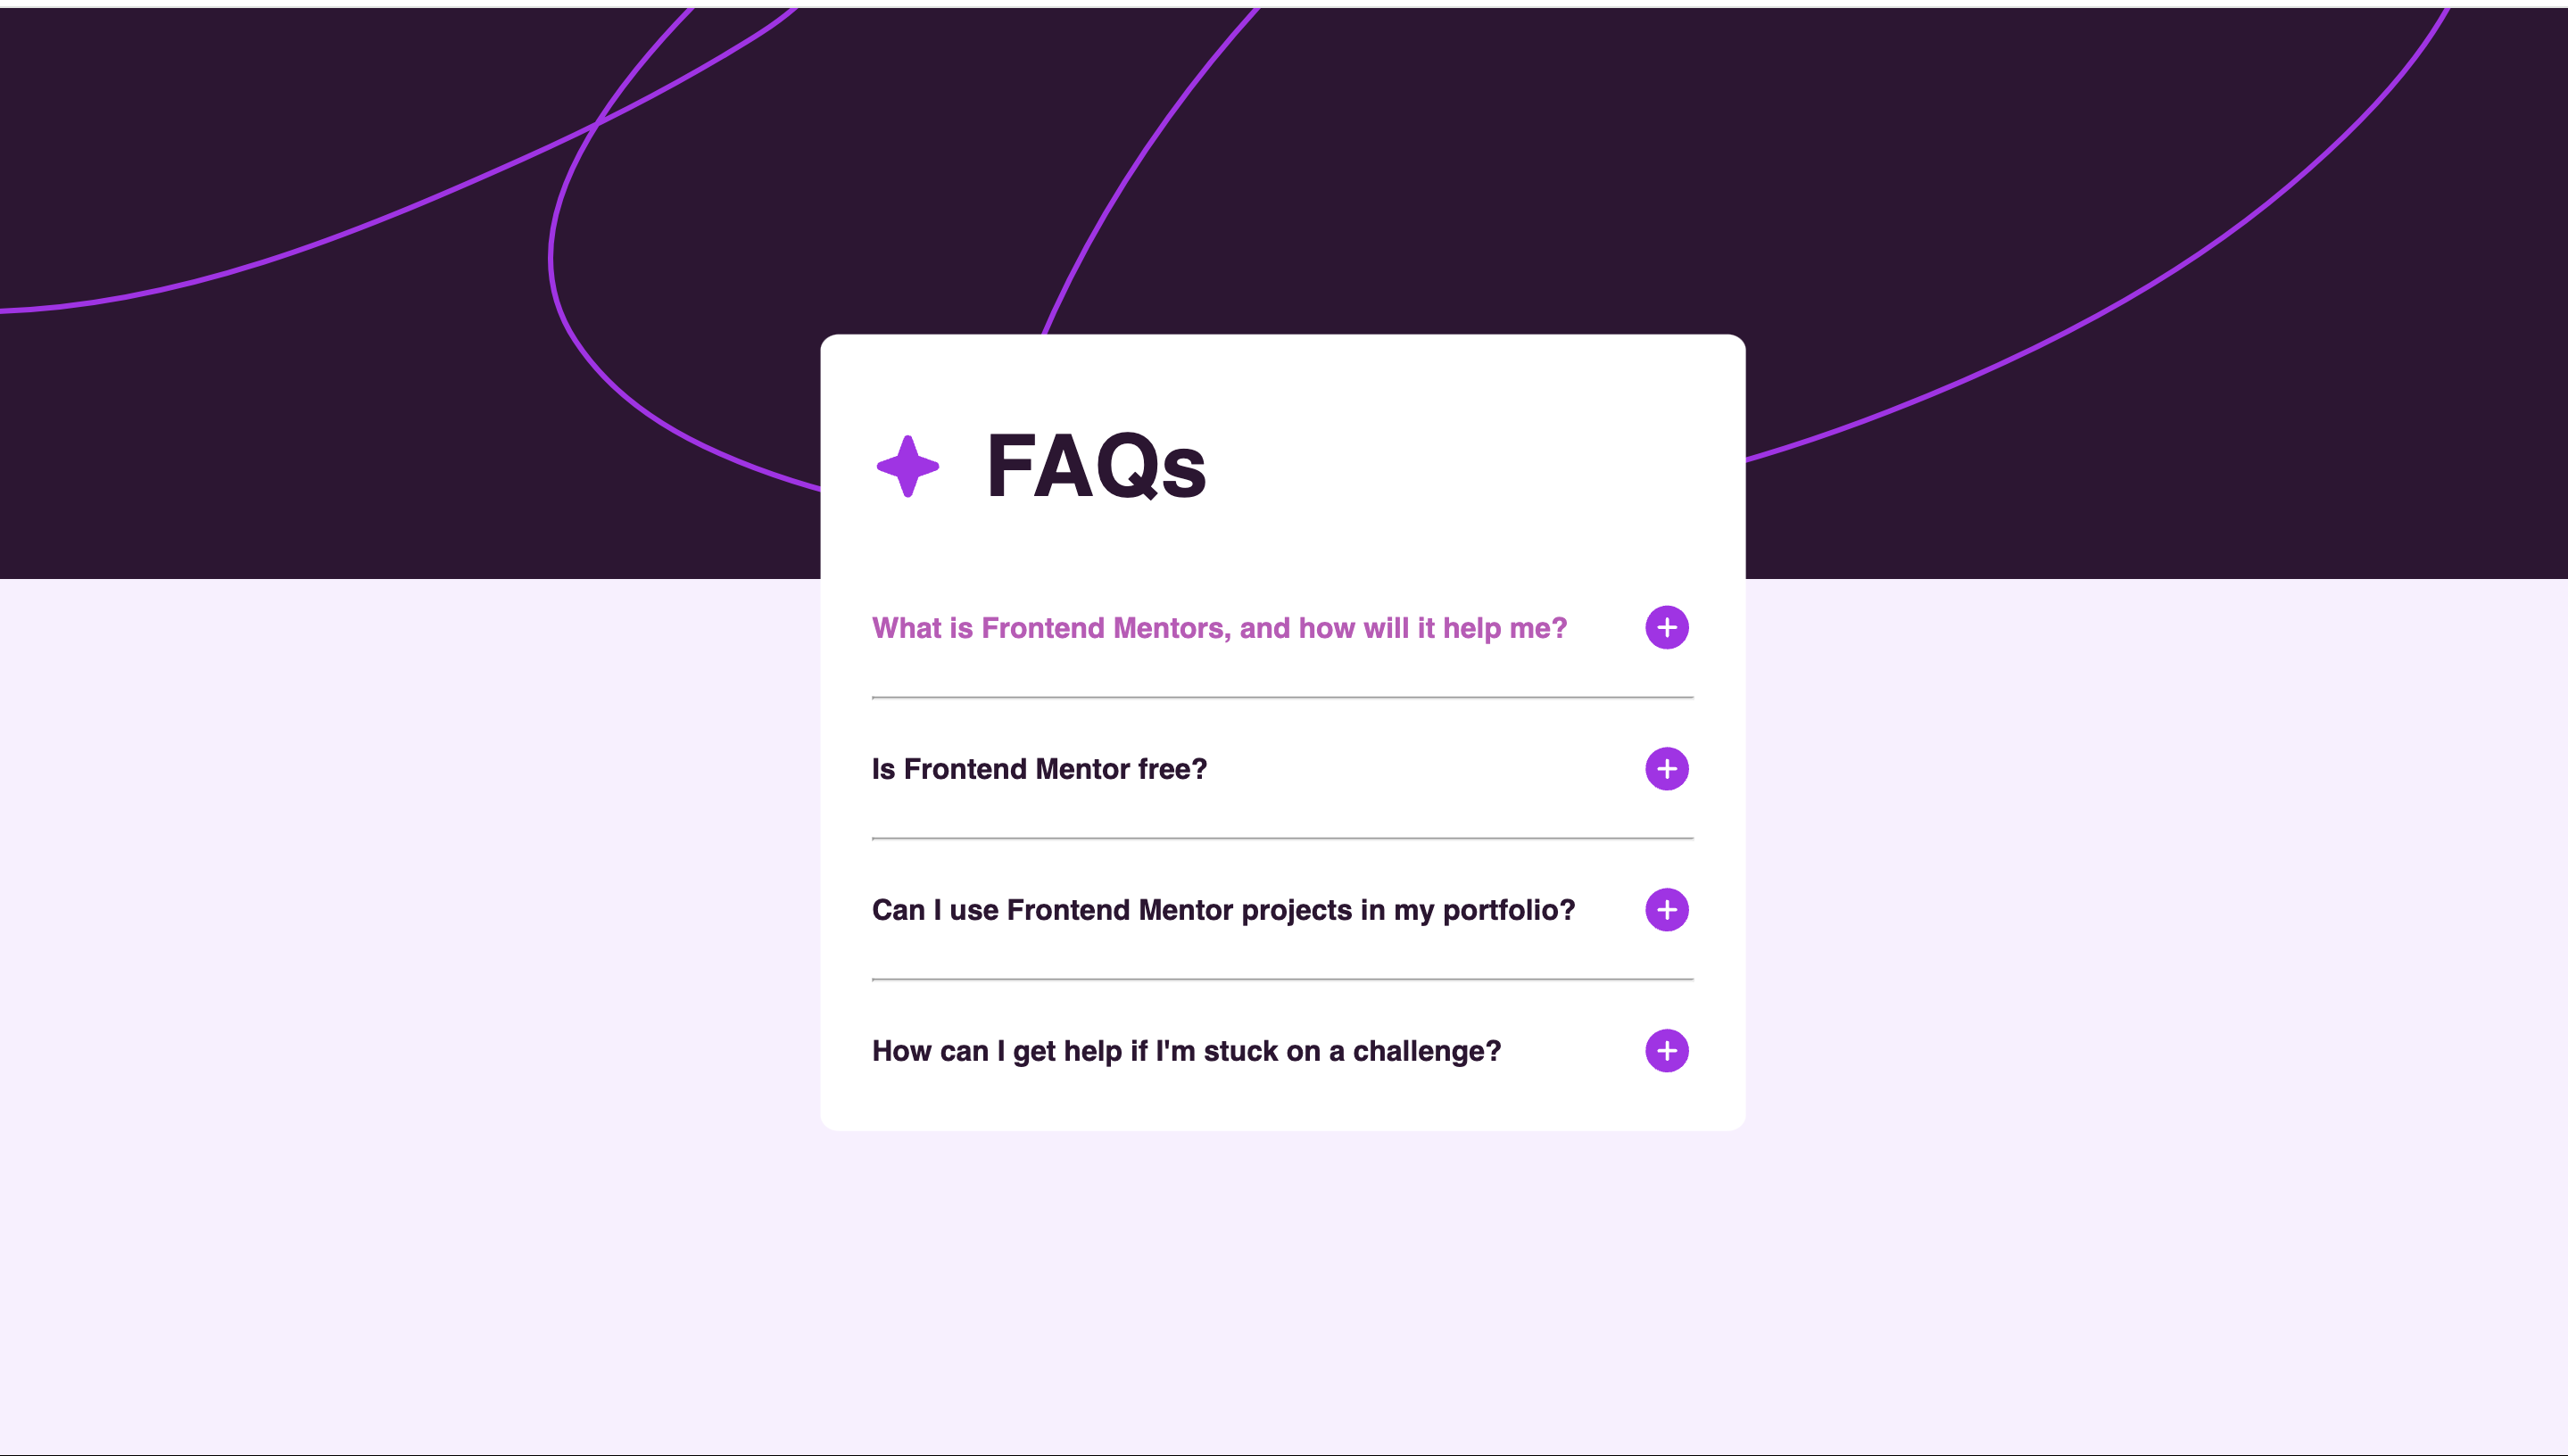 FAQs
What is Frontend Mentors, and how will it help me?
Is Frontend Mentor free?
Can I use Frontend Mentor projects in my portfolio?
How can I get help if I'm stuck on a challenge?